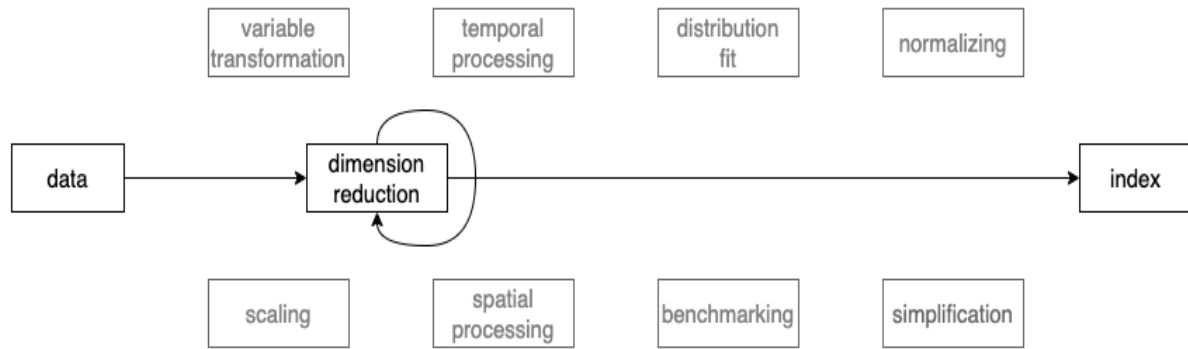 variable
transformation
temporal
processing
distribution
fit
normalizing
data
dimension
reduction
index
scaling
spatial
processing
benchmarking
simplification